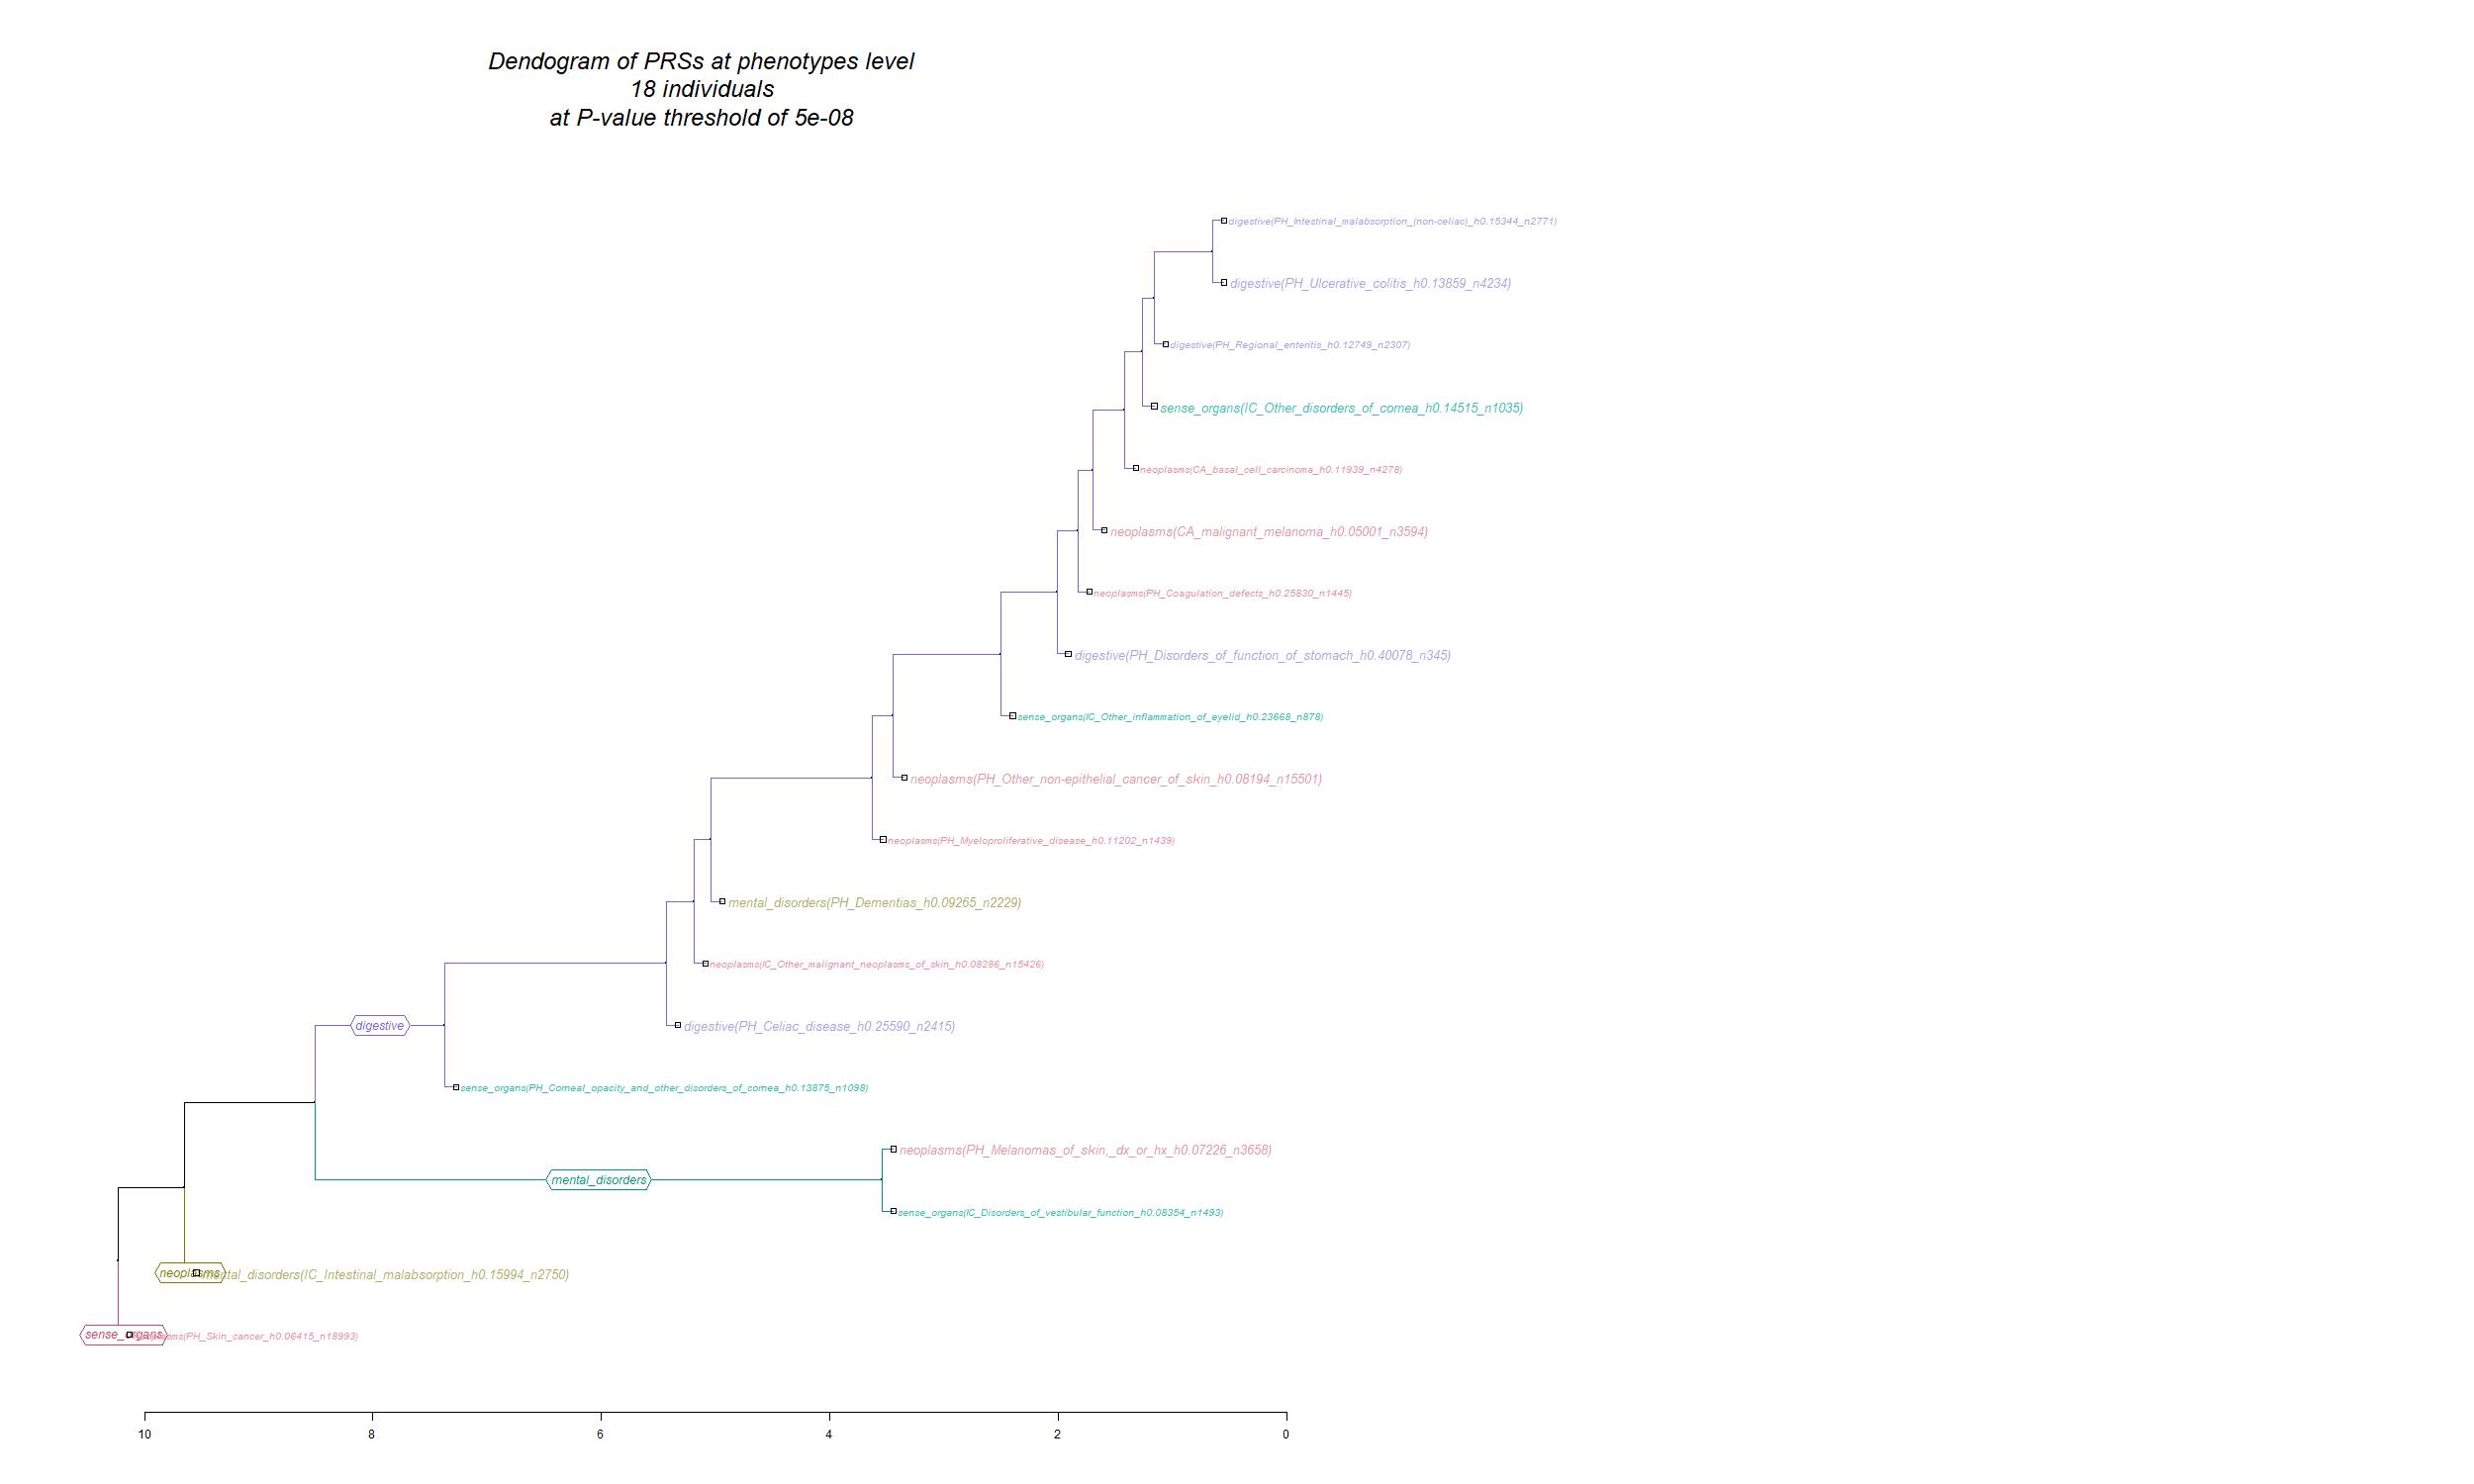 Dendogram of PRSs at phenotypes level
18 individuals
at P-value threshold of 5e-08
digestive(PH_Intestinal_malabsorption_(non-celiac)_h0.15344_n2771)
digestive(PH_Ulcerative_colitis_h0.13859_n4234)
digestive(PH_Regional_enteritis_h0.12749_n2307)
sense_organs(IC_Other_disorders_of_cornea_h0.14515_n1035)
neoplasms(CA_basal_cell_carcinoma_h0.11939_n4278)
neoplasms(CA_malignant_melanoma_h0.05001_n3594)
neoplasms(PH_Coagulation_defects_h0.25830_n1445)
digestive(PH_Disorders_of_function_of_stomach_h0.40078_n345)
sense_organs(IC_Other_inflammation_of_eyelid_h0.23668_n878)
neoplasms(PH_Other_non-epithelial_cancer_of_skin_h0.08194_n15501)
neoplasms(PH_Myeloproliferative_disease_h0.11202_n1439)
mental_disorders(PH_Dementias_h0.09265_n2229)
neoplasms(IC_Other_malignant_neoplasms_of_skin_h0.08286_n15426)
digestive
digestive(PH_Celiac_disease_h0.25590_n2415)
sense_organs(PH_Corneal_opacity_and_other_disorders_of_cornea_h0.13875_n1098)
neoplasms(PH_Melanomas_of_skin,_dx_or_hx_h0.07226_n3658)
mental_disorders
sense_organs(IC_Disorders_of_vestibular_function_h0.08354_n1493)
neoplasms
mental_disorders(IC_Intestinal_malabsorption_h0.15994_n2750)
sense_organs
neoplasms(PH_Skin_cancer_h0.06415_n18993)
10 8 6 4 2 0